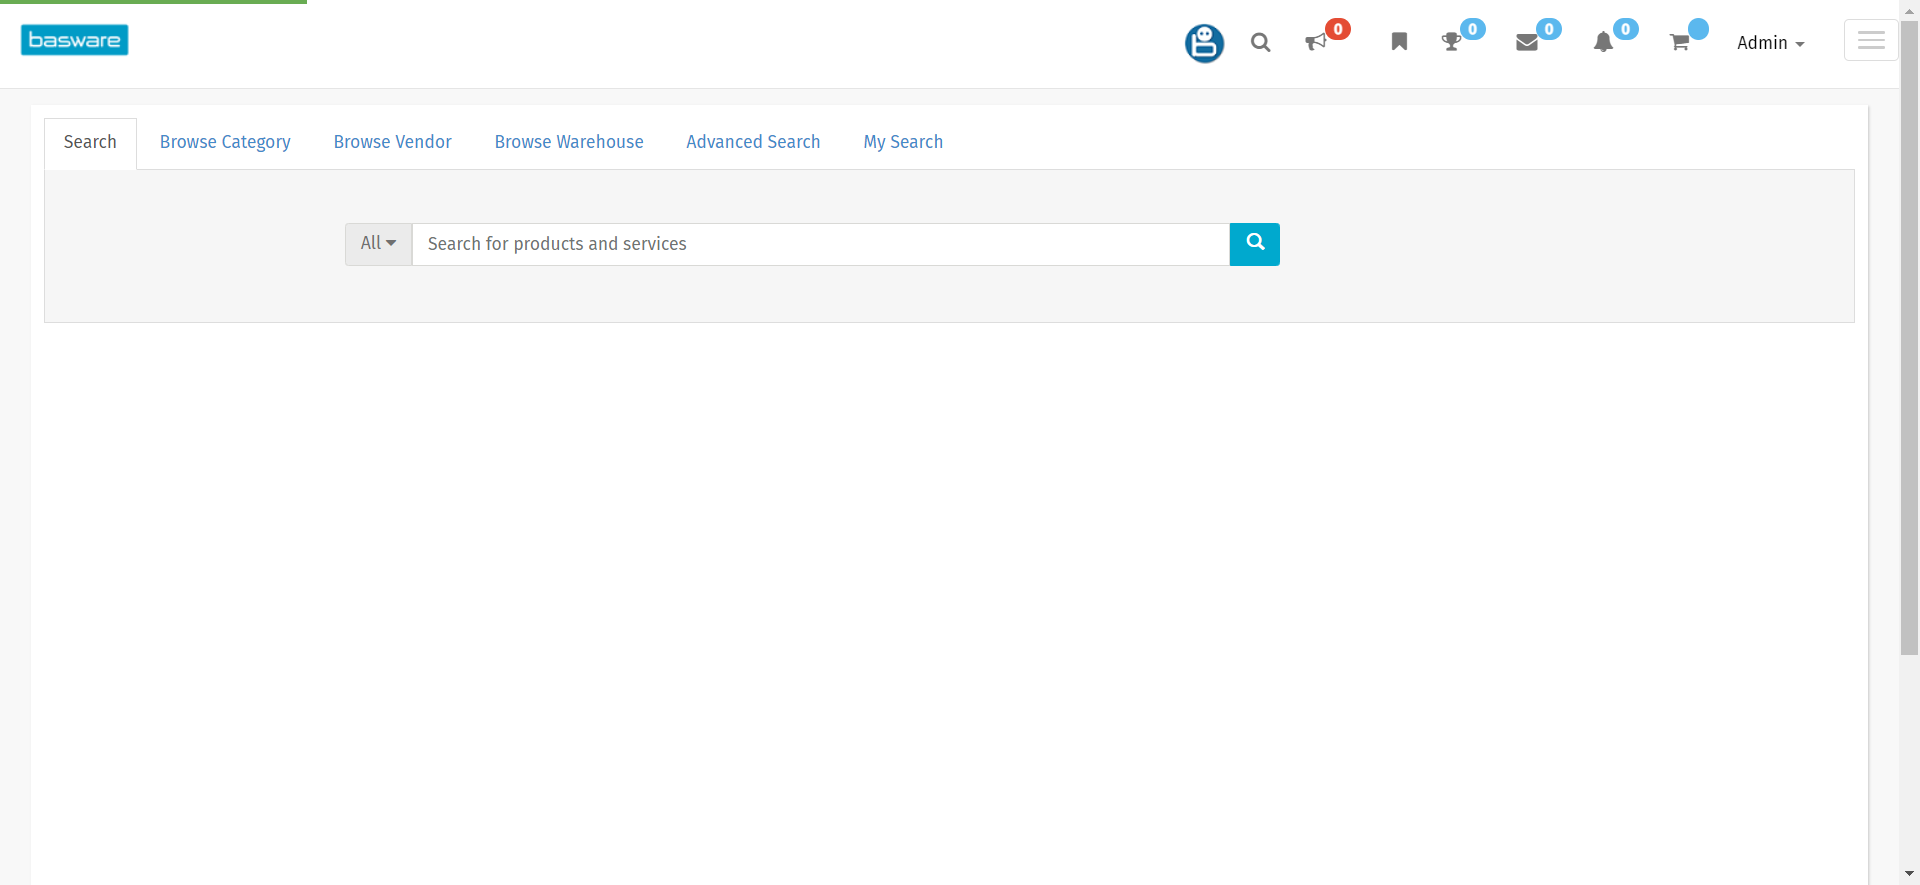 basware
0
0
0
0
Admin
Search
Browse Category
Browse Vendor
Browse Warehouse
Advanced Search
My Search
All
Search for products and services